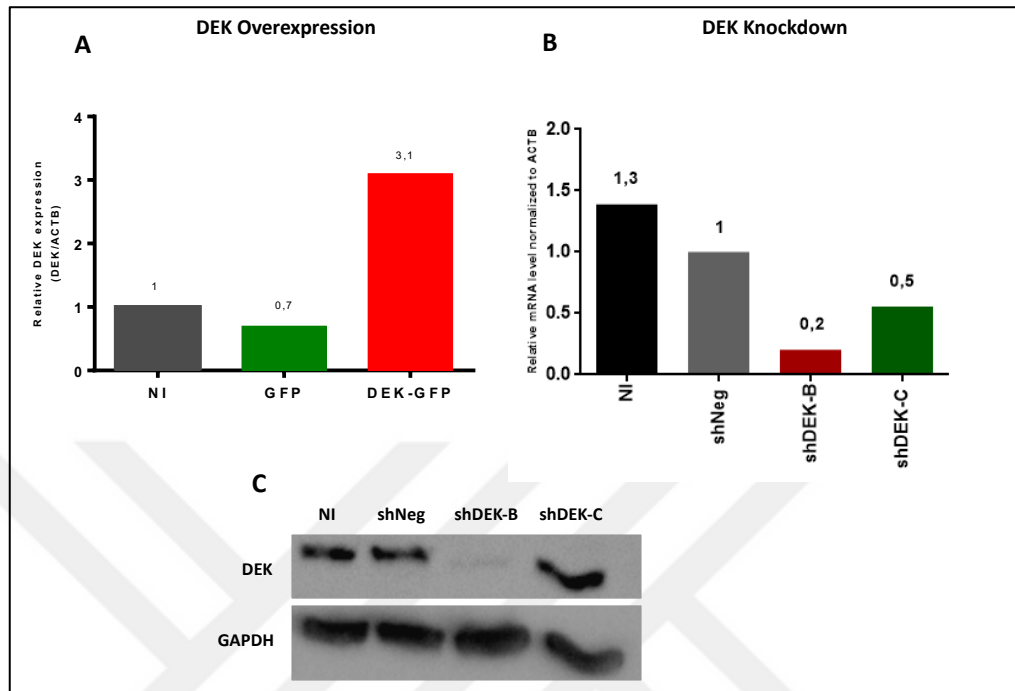 DEK Overexpression
A
Relative DEK expression
(DEK/ACTB)
4
3
2
1
0
1
0,7
3,1
NI
GFP
DEK-GFP
DEK Knockdown
B
Relative mRNA level normalized to ACTB
2.0
1.5
1.0
0.5
0.0
1,3
1
0,2
0,5
NI
shNeg
shDEK-B
shDEK-C
C
NI shNeg shDEK-B shDEK-C
DEK
GAPDH